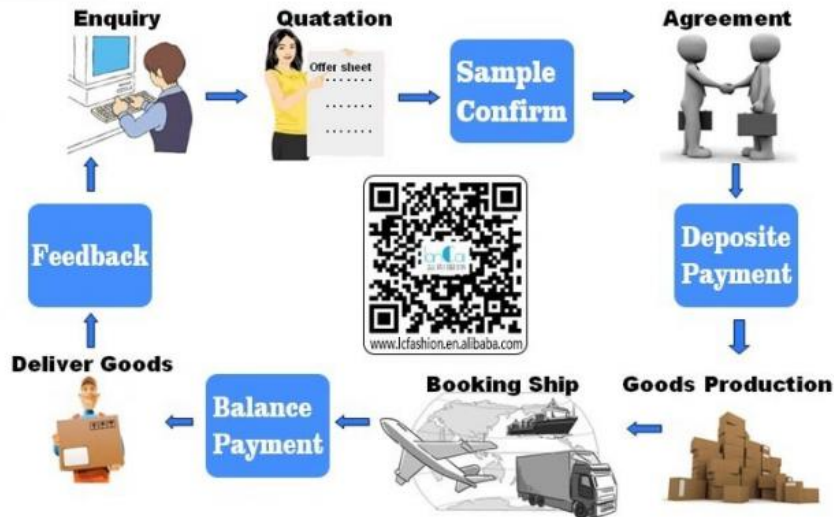 Enquiry
Quatation
Agreement
Offer sheet
Sample
Confirm
Feedback
Deposite
Payment
www.lcfashion.en.alibaba.com
Deliver Goods
Balance
Payment
Booking Ship
Goods Production